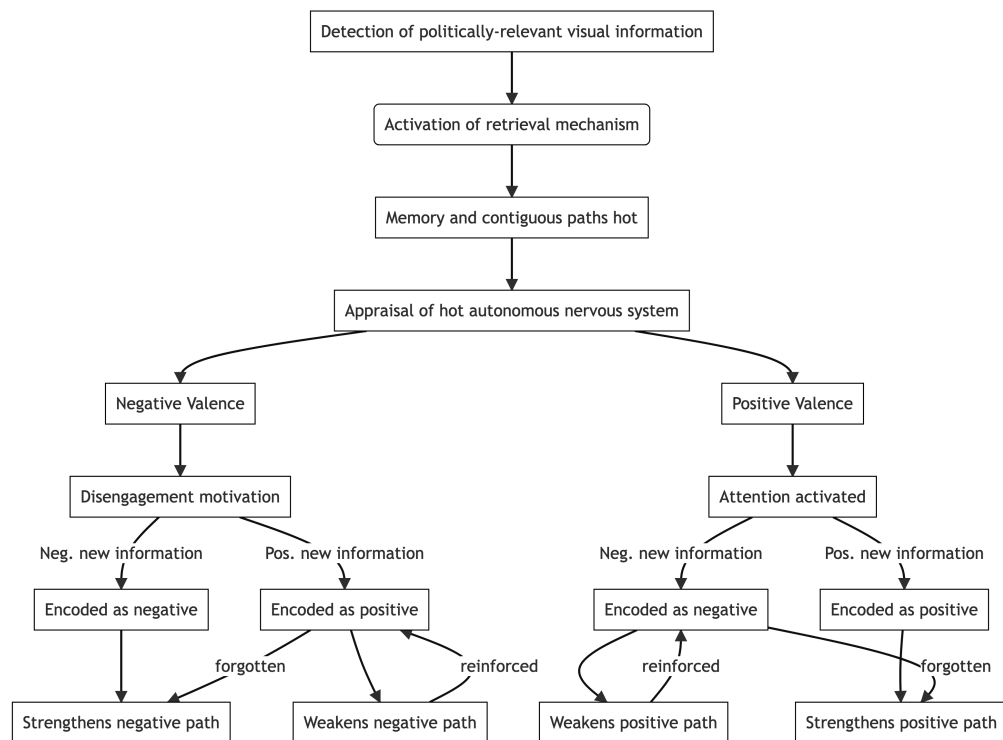 Detection of politically-relevant visual information
Activation of retrieval mechanism
Memory and contiguous paths hot
Appraisal of hot autonomous nervous system
Negative Valence
Positive Valence
Disengagement motivation
Attention activated
Neg. new information
Pos. new information
Neg. new information
Pos. new information
Encoded as negative
Encoded as positive
Encoded as negative
Encoded as positive
forgotten
reinforced
reinforced
forgotten
Strengthens negative path
Weakens negative path
Weakens positive path
Strengthens positive path